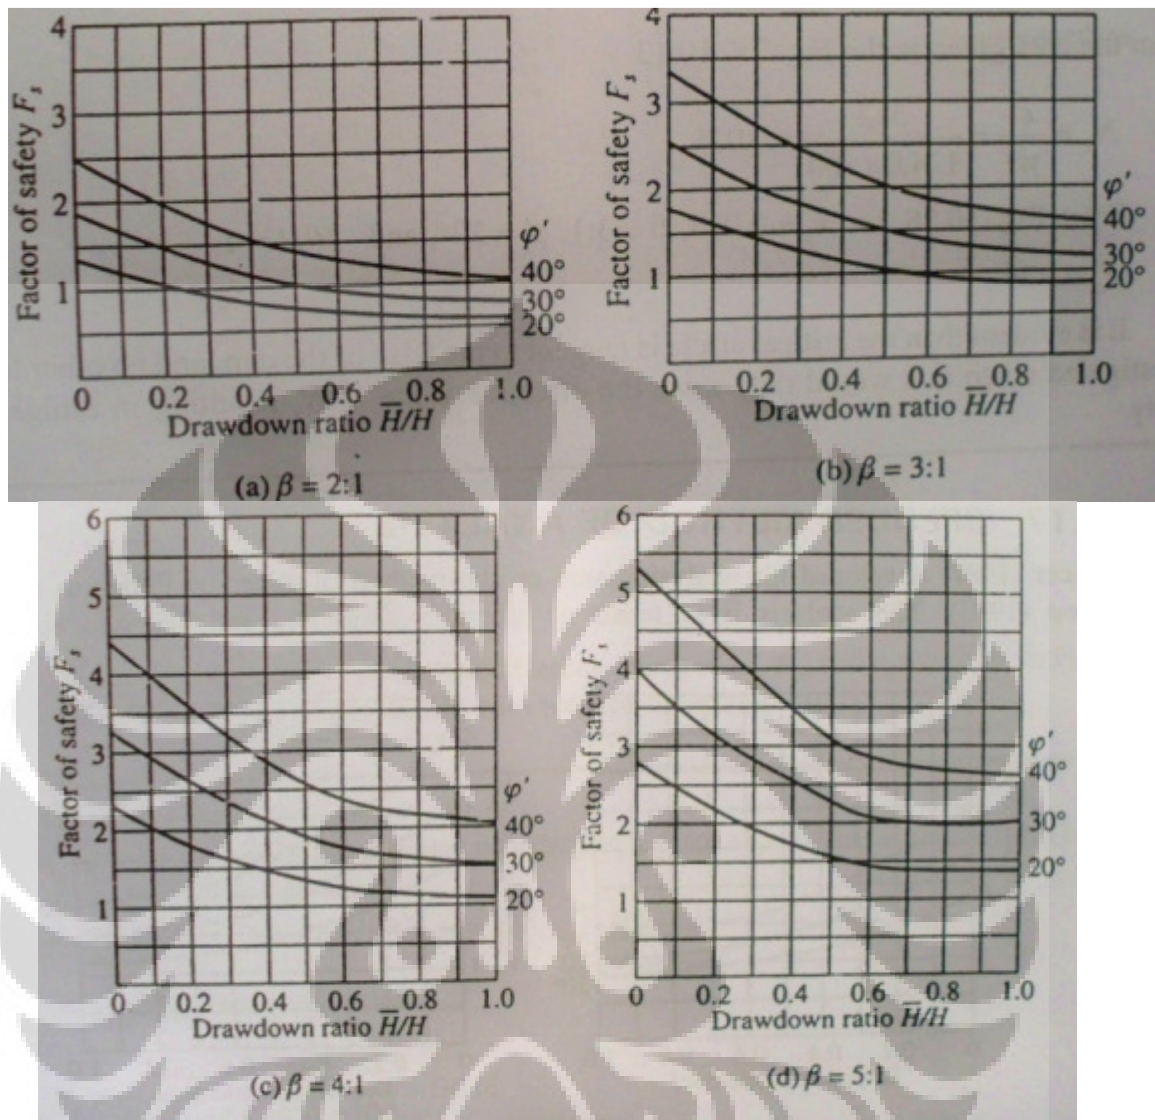 4
3
2
1
Factor of safety F_s
φ'
40°
30°
20°
0 0.2 0.4 0.6 0.8 1.0
Drawdown ratio H̅/H
(a) β = 2:1
4
3
2
1
Factor of safety F_s
φ'
40°
30°
20°
0 0.2 0.4 0.6 0.8 1.0
Drawdown ratio H̅/H
(b) β = 3:1
6
5
4
3
2
1
Factor of safety F_s
φ'
40°
30°
20°
0 0.2 0.4 0.6 0.8 1.0
Drawdown ratio H̅/H
(c) β = 4:1
6
5
4
3
2
1
Factor of safety F_s
φ'
40°
30°
20°
0 0.2 0.4 0.6 0.8 1.0
Drawdown ratio H̅/H
(d) β = 5:1